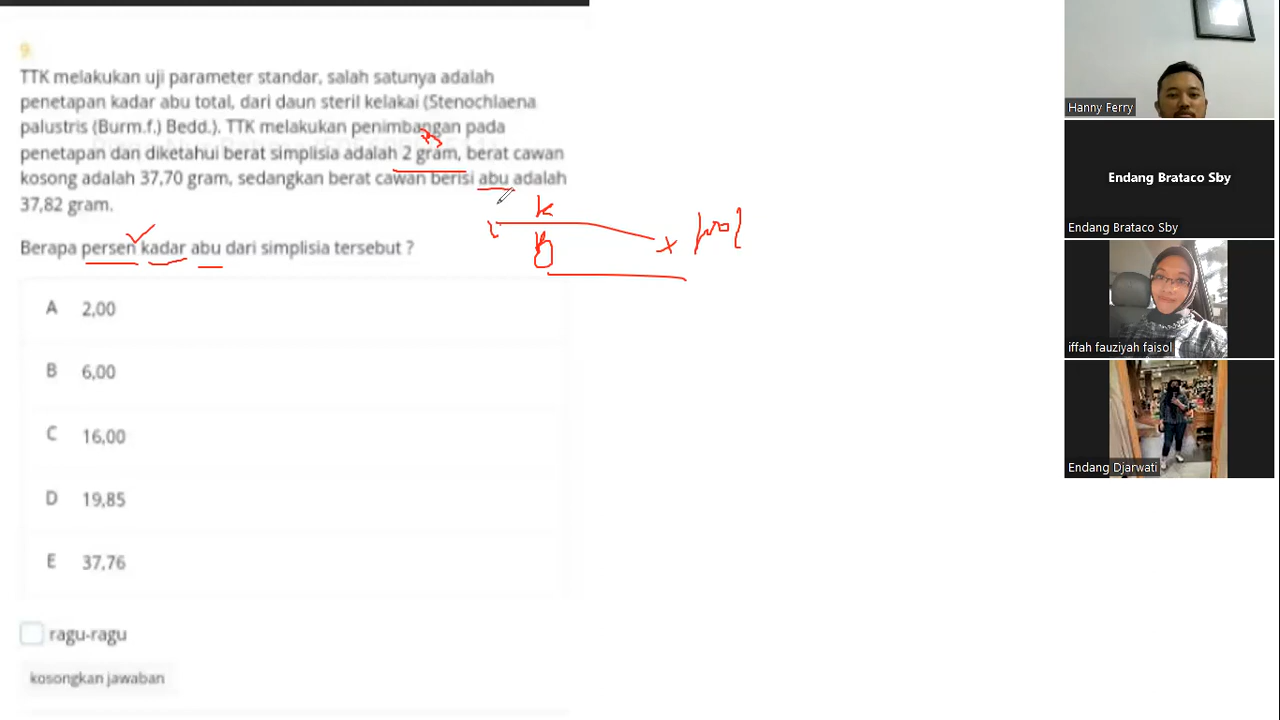 9.
TTK melakukan uji parameter standar, salah satunya adalah
penetapan kadar abu total, dari daun steril kelakai (Stenochlaena
palustris (Burm.f.) Bedd.). TTK melakukan penimbangan pada
penetapan dan diketahui berat simplisia adalah 2 gram, berat cawan
kosong adalah 37,70 gram, sedangkan berat cawan berisi abu adalah
37,82 gram.
Berapa persen kadar abu dari simplisia tersebut ?
A 2,00
B 6,00
C 16,00
D 19,85
E 37,76
ragu-ragu
kosongkan jawaban
k
x
Hanny Ferry
Endang Brataco Sby
Endang Brataco Sby
iffah fauziyah faisol
Endang Djarwati